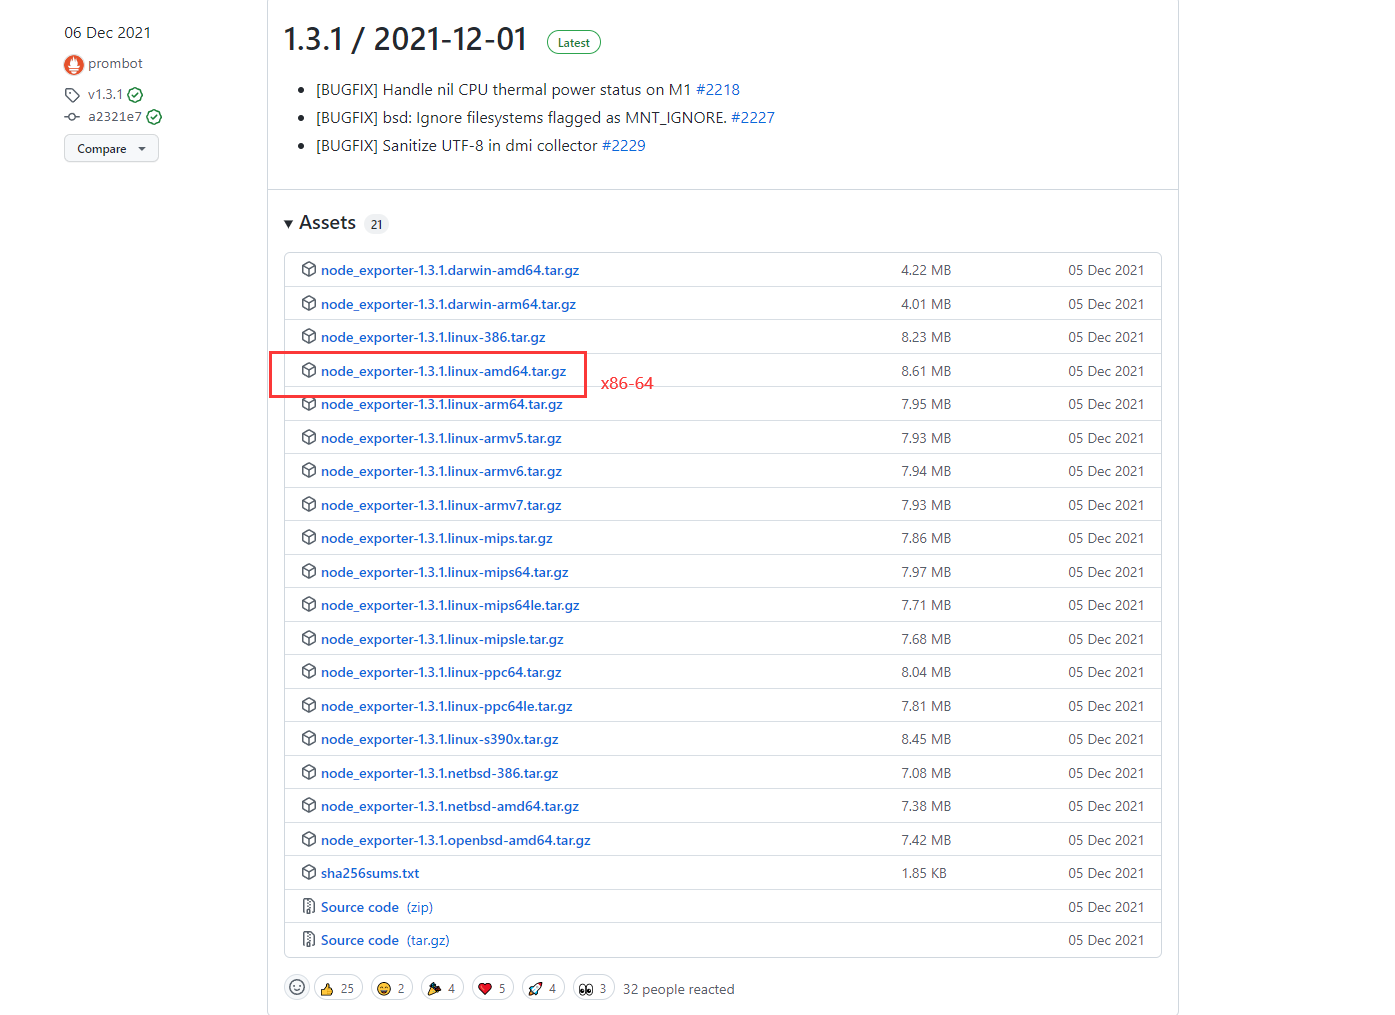 06 Dec 2021
prombot
v1.3.1
a2321e7
Compare
1.3.1 / 2021-12-01 Latest
[BUGFIX] Handle nil CPU thermal power status on M1 #2218
[BUGFIX] bsd: Ignore filesystems flagged as MNT_IGNORE. #2227
[BUGFIX] Sanitize UTF-8 in dmi collector #2229
Assets 21
node_exporter-1.3.1.darwin-amd64.tar.gz 4.22 MB 05 Dec 2021
node_exporter-1.3.1.darwin-arm64.tar.gz 4.01 MB 05 Dec 2021
node_exporter-1.3.1.linux-386.tar.gz 8.23 MB 05 Dec 2021
node_exporter-1.3.1.linux-amd64.tar.gz 8.61 MB 05 Dec 2021
x86-64
node_exporter-1.3.1.linux-arm64.tar.gz 7.95 MB 05 Dec 2021
node_exporter-1.3.1.linux-armv5.tar.gz 7.93 MB 05 Dec 2021
node_exporter-1.3.1.linux-armv6.tar.gz 7.94 MB 05 Dec 2021
node_exporter-1.3.1.linux-armv7.tar.gz 7.93 MB 05 Dec 2021
node_exporter-1.3.1.linux-mips.tar.gz 7.86 MB 05 Dec 2021
node_exporter-1.3.1.linux-mips64.tar.gz 7.97 MB 05 Dec 2021
node_exporter-1.3.1.linux-mips64le.tar.gz 7.71 MB 05 Dec 2021
node_exporter-1.3.1.linux-mipsle.tar.gz 7.68 MB 05 Dec 2021
node_exporter-1.3.1.linux-ppc64.tar.gz 8.04 MB 05 Dec 2021
node_exporter-1.3.1.linux-ppc64le.tar.gz 7.81 MB 05 Dec 2021
node_exporter-1.3.1.linux-s390x.tar.gz 8.45 MB 05 Dec 2021
node_exporter-1.3.1.netbsd-386.tar.gz 7.08 MB 05 Dec 2021
node_exporter-1.3.1.netbsd-amd64.tar.gz 7.38 MB 05 Dec 2021
node_exporter-1.3.1.openbsd-amd64.tar.gz 7.42 MB 05 Dec 2021
sha256sums.txt 1.85 KB 05 Dec 2021
Source code (zip) 05 Dec 2021
Source code (tar.gz) 05 Dec 2021
25 2 4 5 4 3 32 people reacted